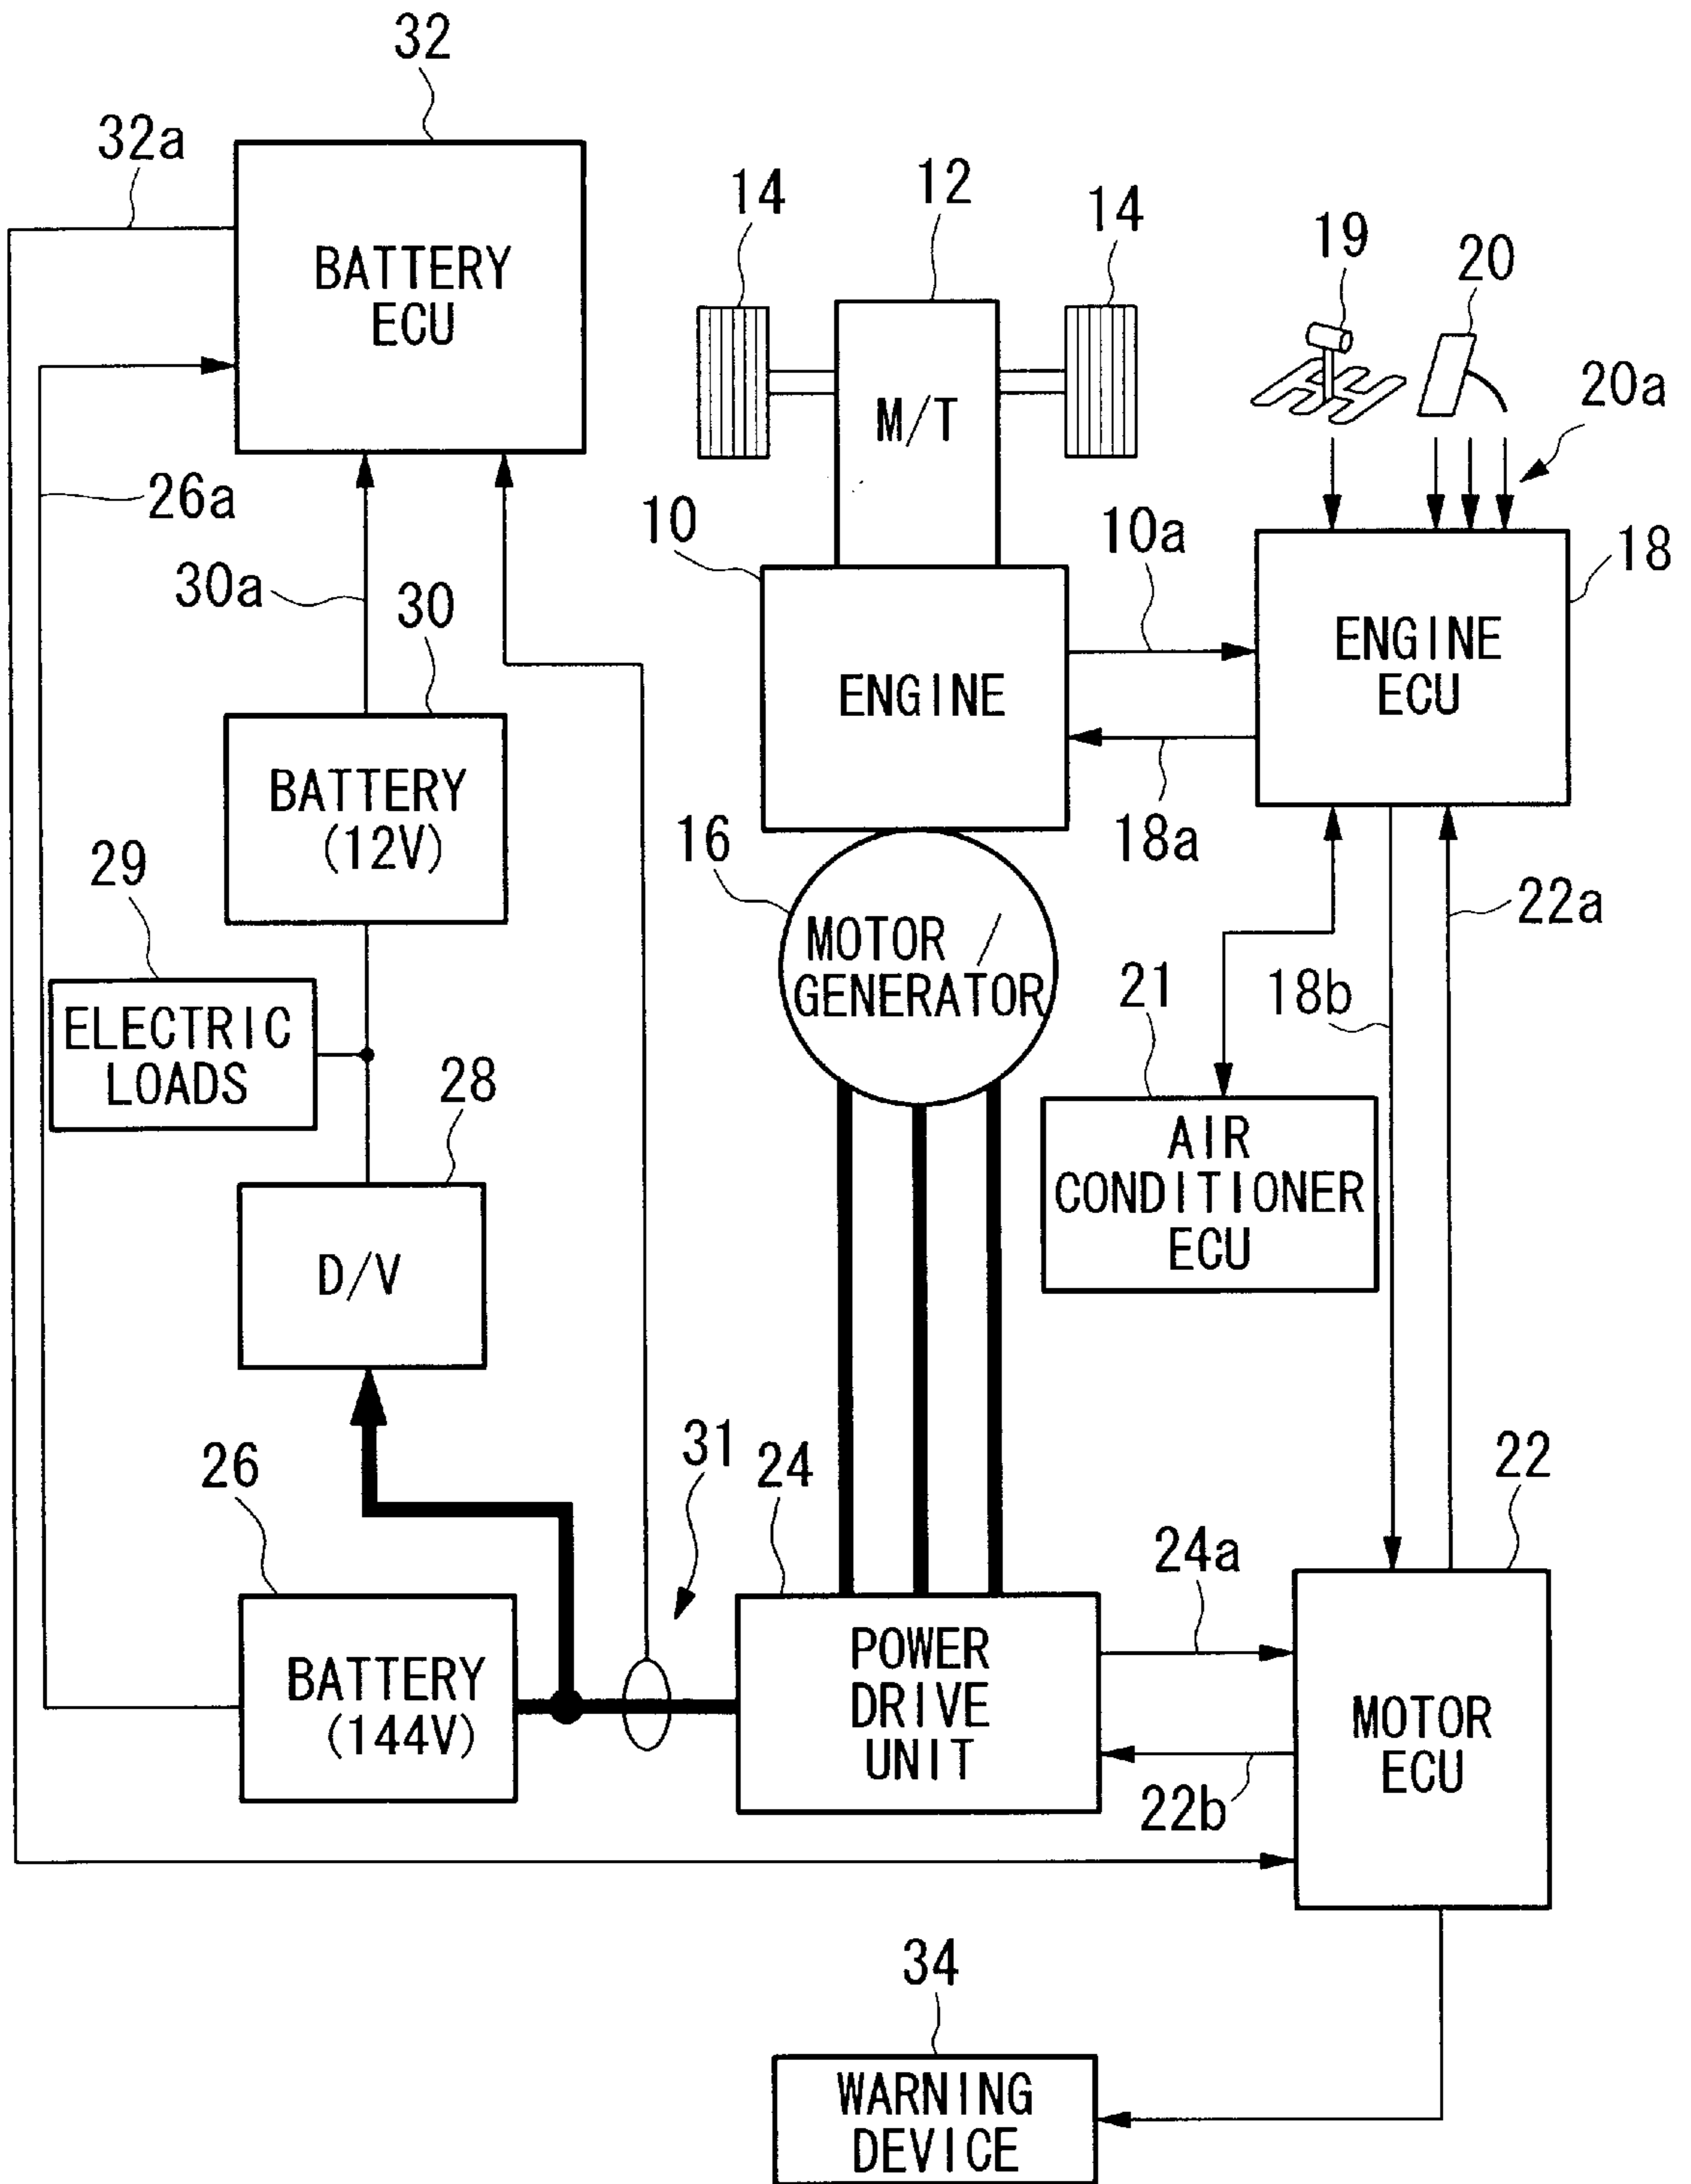 32
32a
BATTERY
ECU
14
12
14
19
20
20a
M/T
26a
10
10a
18
30a
30
ENGINE
ENGINE
ECU
BATTERY
(12V)
18a
29
16
22a
MOTOR /
GENERATOR
21
18b
ELECTRIC
LOADS
28
AIR
CONDITIONER
ECU
D/V
26
31
24
22
24a
BATTERY
(144V)
POWER
DRIVE
UNIT
MOTOR
ECU
22b
34
WARNING
DEVICE